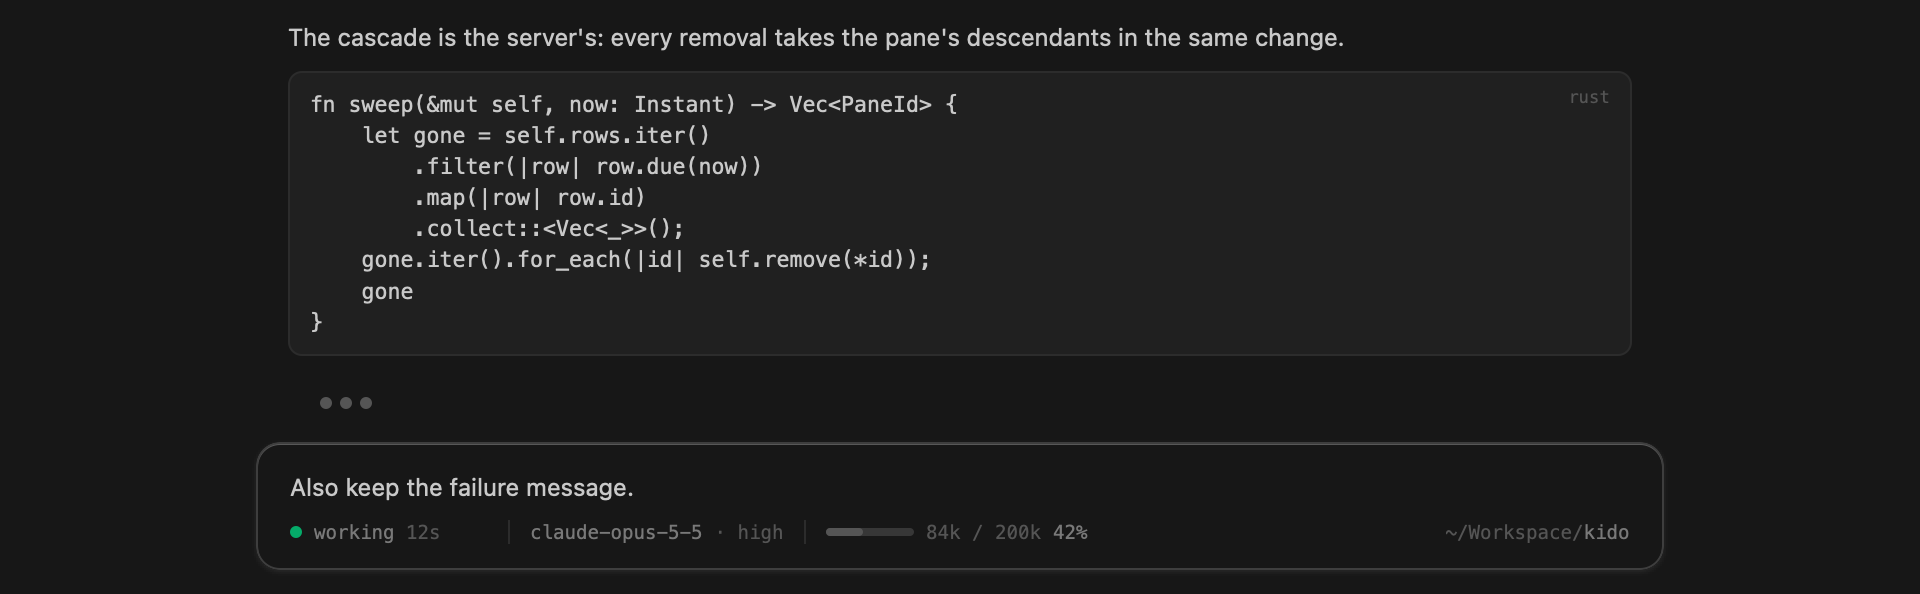 The cascade is the server's: every removal takes the pane's descendants in the same change.
rust
fn sweep(&mut self, now: Instant) -> Vec<PaneId> {
    let gone = self.rows.iter()
        .filter(|row| row.due(now))
        .map(|row| row.id)
        .collect::<Vec<_>>();
    gone.iter().for_each(|id| self.remove(*id));
    gone
}
Also keep the failure message.
working 12s claude-opus-5-5 · high 84k / 200k 42% ~/Workspace/kido